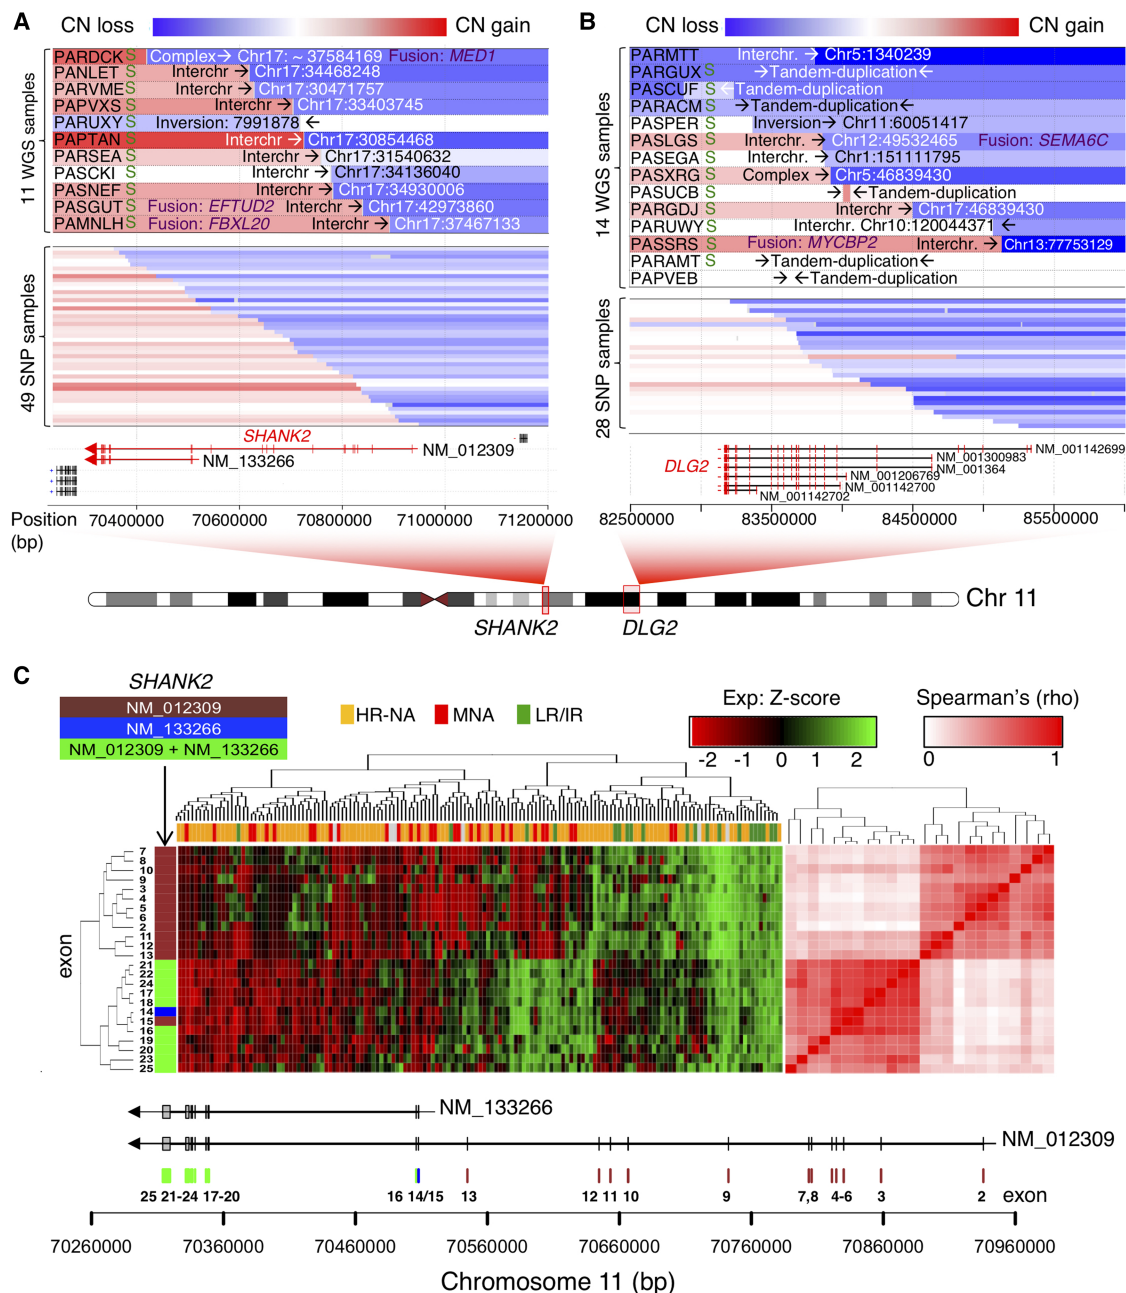 A
CN loss
CN gain
11 WGS samples
PARDCK S Complex→ Chr17: ~ 37584169 Fusion: MED1
PANLET S Interchr → Chr17:34468248
PARVME S Interchr → Chr17:30471757
PAPVXS S Interchr → Chr17:33403745
PARUXY S Inversion: 7991878 ←
PAPTAN S Interchr → Chr17:30854468
PARSEA S Interchr → Chr17:31540632
PASCKI S Interchr → Chr17:34136040
PASNEF S Interchr → Chr17:34930006
PASGUT S Fusion: EFTUD2 Interchr → Chr17:42973860
PAMNLH S Fusion: FBXL20 Interchr → Chr17:37467133
49 SNP samples
SHANK2
NM_012309
NM_133266
Position
(bp)
70400000 70600000 70800000 71000000 71200000
B
CN loss
CN gain
14 WGS samples
PARMTT Interchr. → Chr5:1340239
PARGUX S →Tandem-duplication←
PASCUF S ←Tandem-duplication
PARACM S →Tandem-duplication←
PASPER S Inversion→ Chr11:60051417
PASLGS S Interchr. → Chr12:49532465 Fusion: SEMA6C
PASEGA S Interchr. → Chr1:151111795
PASXRG S Complex → Chr5:46839430
PASUCB S → ←Tandem-duplication
PARGDJ S Interchr → Chr17:46839430
PARUWY S Interchr. Chr10:120044371 ←
PASSRS S Fusion: MYCBP2 Interchr. → Chr13:77753129
PARAMT S →Tandem-duplication←
PAPVEB → ←Tandem-duplication
28 SNP samples
DLG2
NM_001142699
NM_001300983
NM_001364
NM_001206769
NM_001142700
NM_001142702
82500000 83500000 84500000 85500000
Chr 11
SHANK2
DLG2
C
SHANK2
NM_012309
NM_133266
NM_012309 + NM_133266
HR-NA MNA LR/IR
Exp: Z-score
-2 -1 0 1 2
Spearman's (rho)
0 1
exon
7
8
10
9
3
4
5
6
2
11
12
13
21
22
24
17
18
14
15
16
19
20
23
25
NM_133266
NM_012309
25 21-24 17-20 16 14/15 13 12 11 10 9 7,8 4-6 3 2 exon
70260000 70360000 70460000 70560000 70660000 70760000 70860000 70960000
Chromosome 11 (bp)